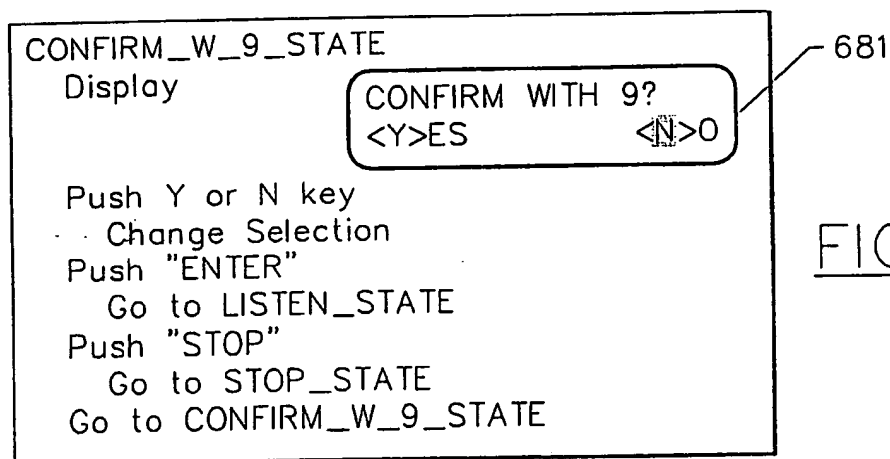 CONFIRM_W_9_STATE
Display
CONFIRM WITH 9?
<Y>ES <N>O
681
Push Y or N key
Change Selection
Push "ENTER"
Go to LISTEN_STATE
Push "STOP"
Go to STOP_STATE
Go to CONFIRM_W_9_STATE